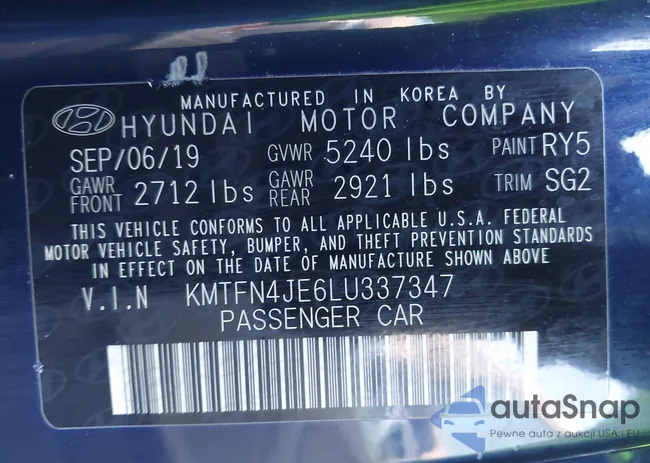 MANUFACTURED IN KOREA BY
HYUNDAI MOTOR COMPANY
SEP/06/19 GVWR 5240 lbs PAINT RY5
GAWR FRONT 2712 lbs GAWR REAR 2921 lbs TRIM SG2
THIS VEHICLE CONFORMS TO ALL APPLICABLE U.S.A. FEDERAL
MOTOR VEHICLE SAFETY, BUMPER, AND THEFT PREVENTION STANDARDS
IN EFFECT ON THE DATE OF MANUFACTURE SHOWN ABOVE
V.I.N KMTFN4JE6LU337347
PASSENGER CAR
autaSnap
Pewne auta z aukcji USA i EU